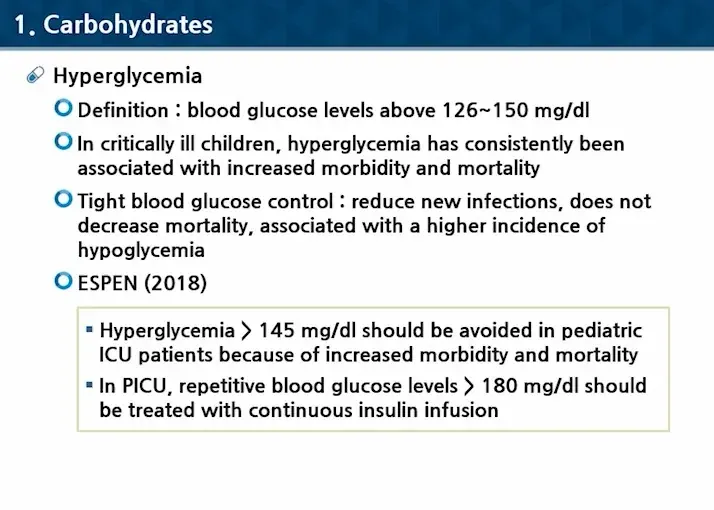 1. Carbohydrates
Hyperglycemia
Definition : blood glucose levels above 126~150 mg/dl
In critically ill children, hyperglycemia has consistently been
associated with increased morbidity and mortality
Tight blood glucose control : reduce new infections, does not
decrease mortality, associated with a higher incidence of
hypoglycemia
ESPEN (2018)
Hyperglycemia > 145 mg/dl should be avoided in pediatric
ICU patients because of increased morbidity and mortality
In PICU, repetitive blood glucose levels > 180 mg/dl should
be treated with continuous insulin infusion